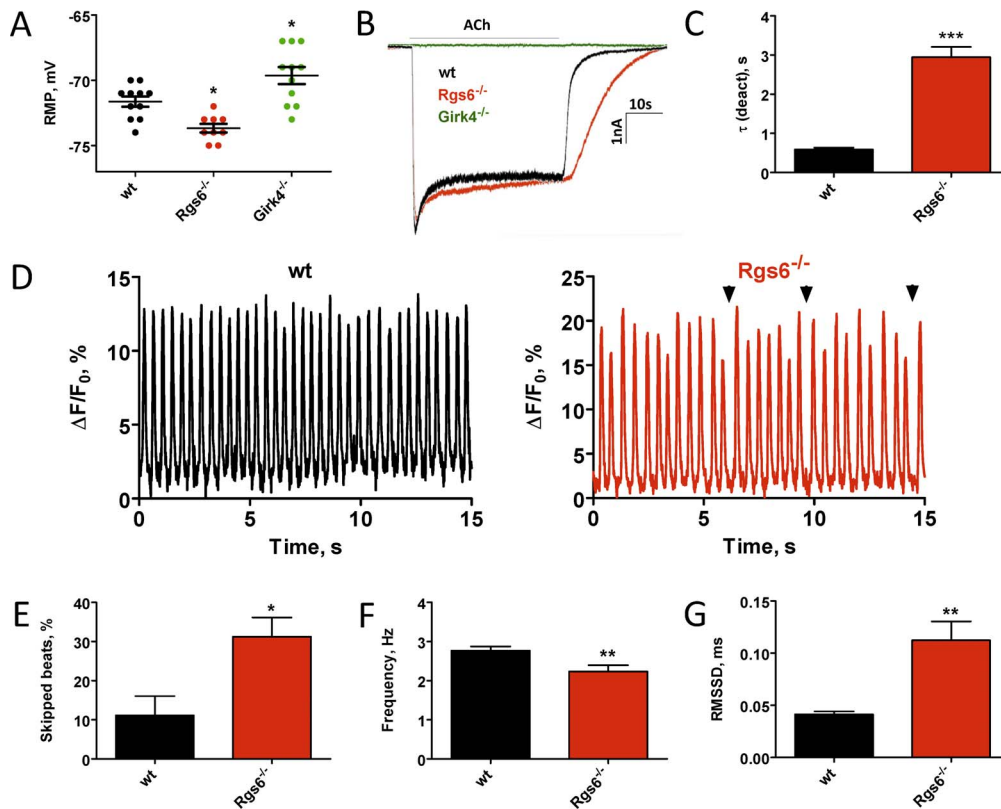 A
-65
-70
-75
RMP, mV
*
*
wt
Rgs6-/-
Girk4-/-
B
ACh
wt
Rgs6-/-
Girk4-/-
10s
1nA
C
4
3
2
1
0
τ (deact), s
***
wt
Rgs6-/-
D
wt
15
10
5
0
ΔF/F0, %
0 5 10 15
Time, s
Rgs6-/-
25
20
15
10
5
0
ΔF/F0, %
0 5 10 15
Time, s
E
40
30
20
10
0
Skipped beats, %
*
wt
Rgs6-/-
F
4
3
2
1
0
Frequency, Hz
**
wt
Rgs6-/-
G
0.15
0.10
0.05
0.00
RMSSD, ms
**
wt
Rgs6-/-